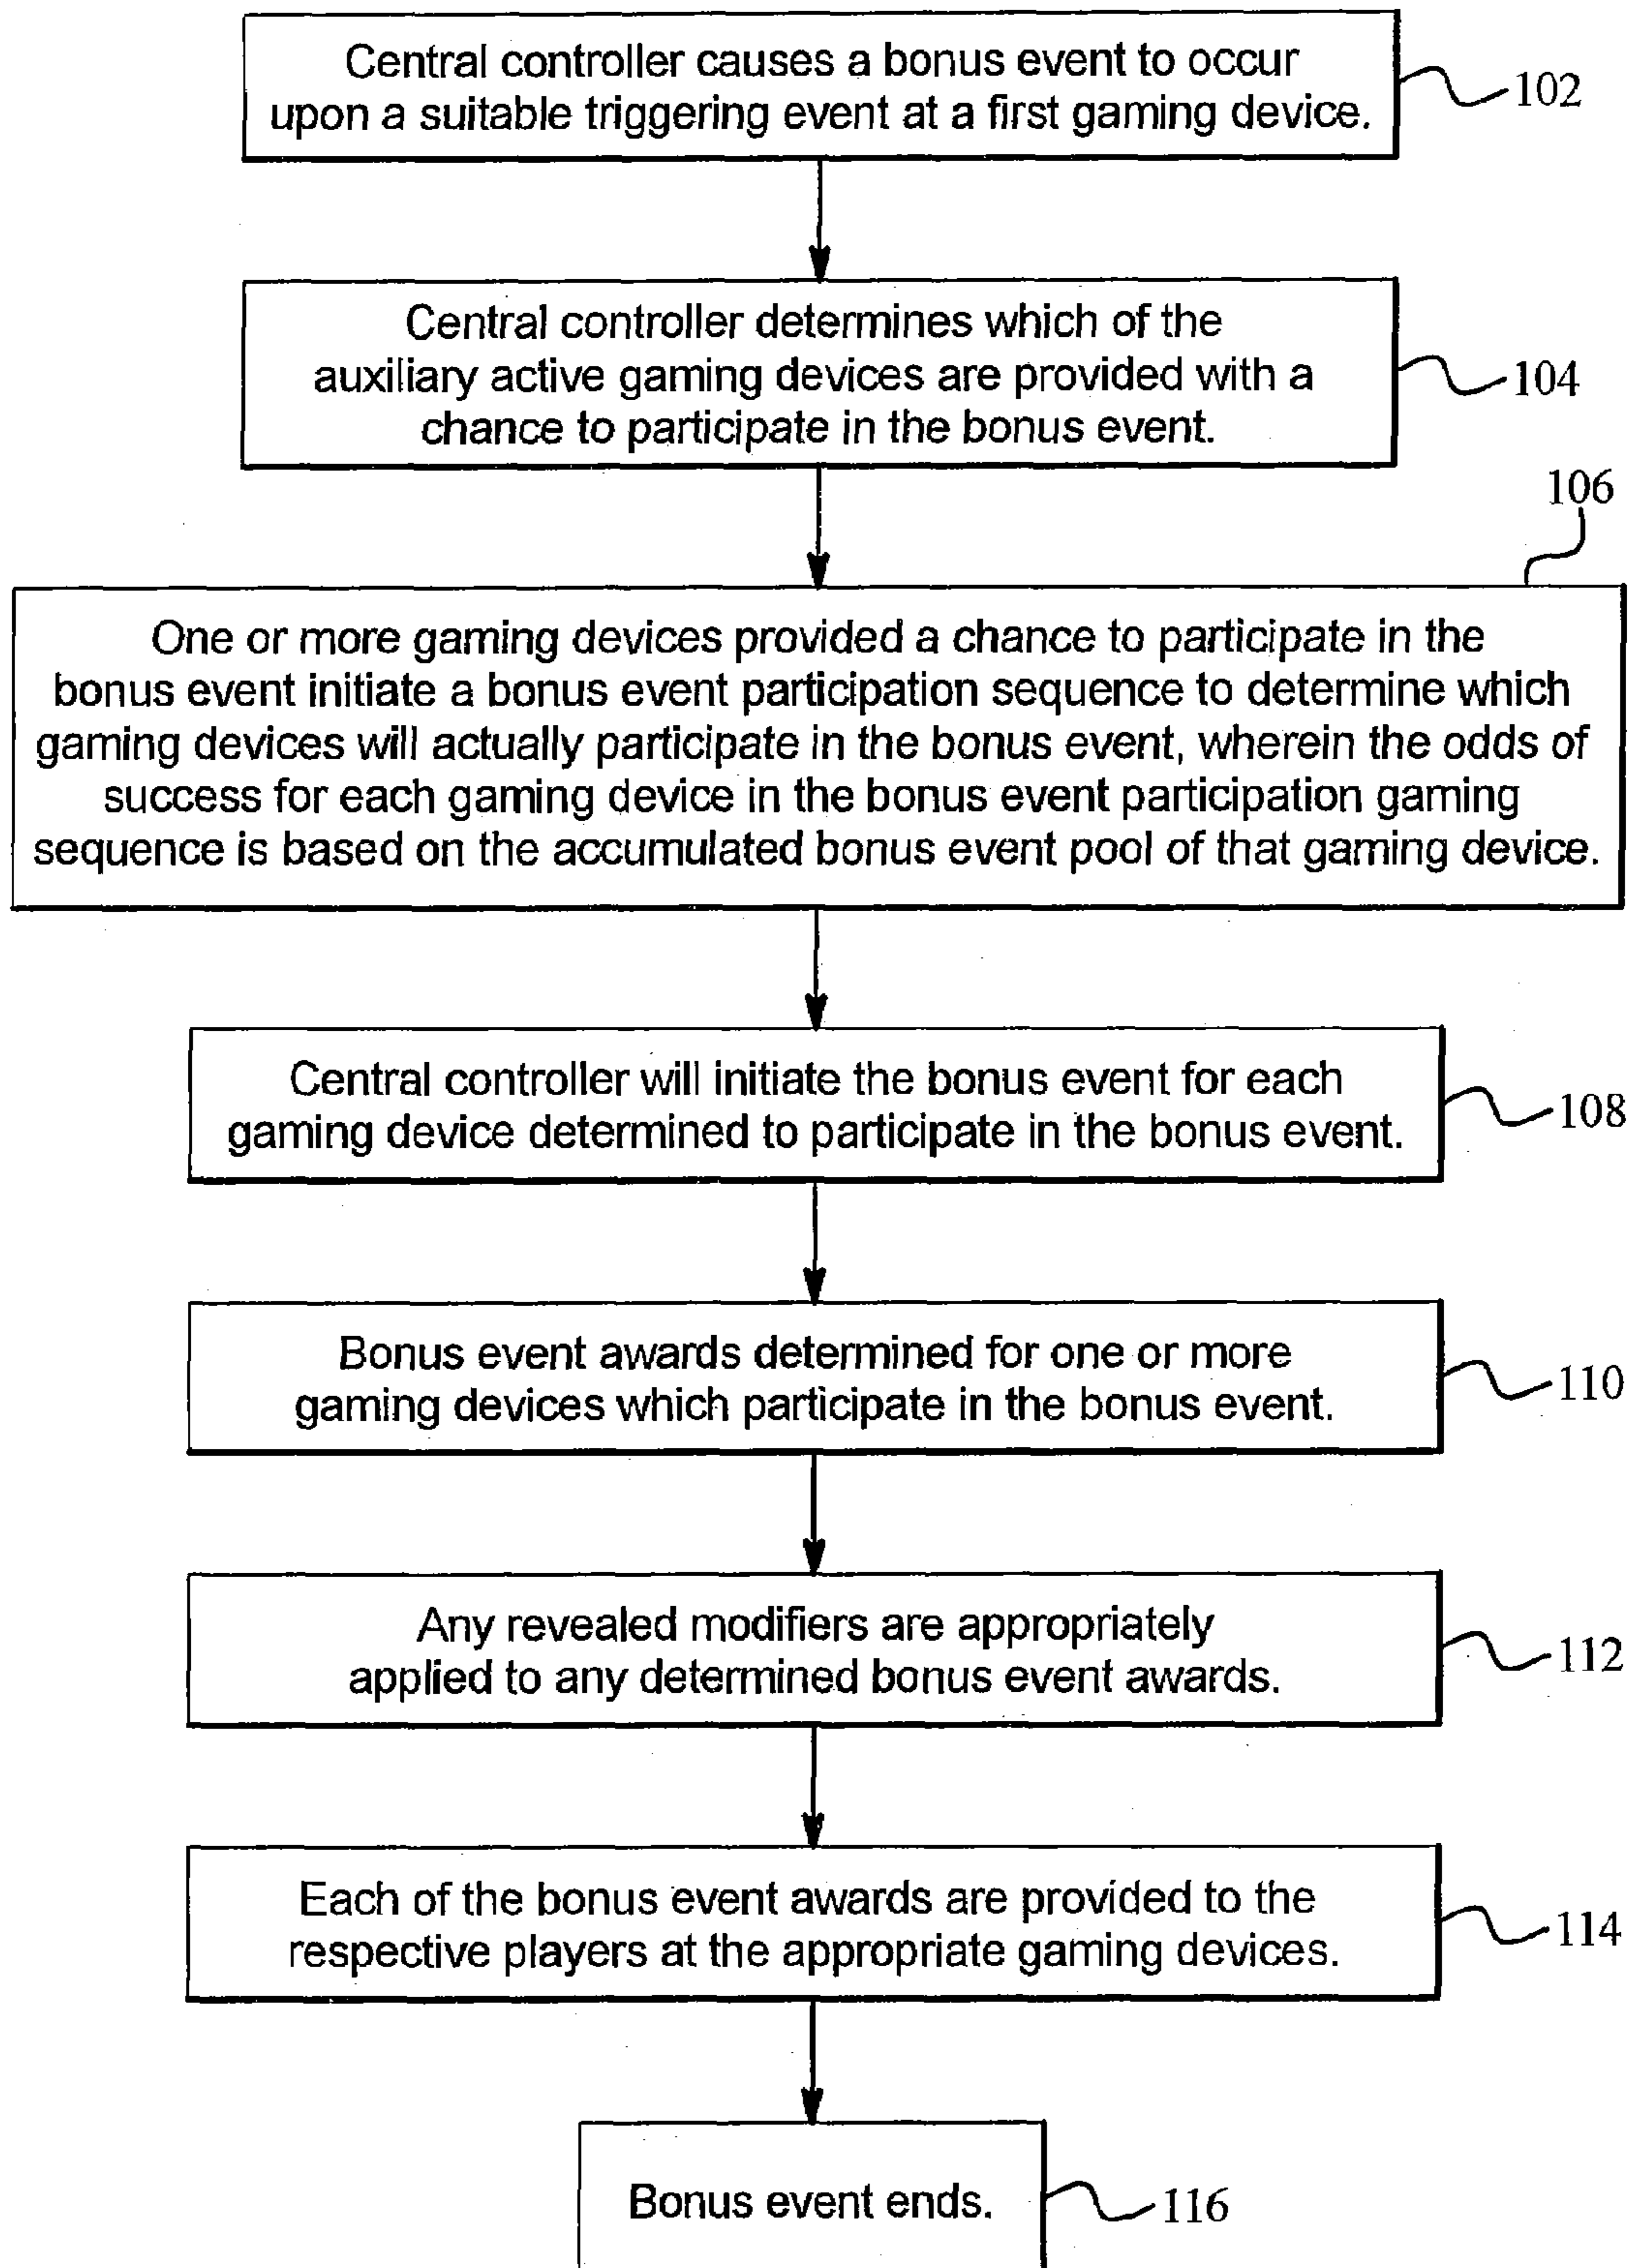 Central controller causes a bonus event to occur
upon a suitable triggering event at a first gaming device.
102
Central controller determines which of the
auxiliary active gaming devices are provided with a
chance to participate in the bonus event.
104
106
One or more gaming devices provided a chance to participate in the
bonus event initiate a bonus event participation sequence to determine which
gaming devices will actually participate in the bonus event, wherein the odds of
success for each gaming device in the bonus event participation gaming
sequence is based on the accumulated bonus event pool of that gaming device.
Central controller will initiate the bonus event for each
gaming device determined to participate in the bonus event.
108
Bonus event awards determined for one or more
gaming devices which participate in the bonus event.
110
Any revealed modifiers are appropriately
applied to any determined bonus event awards.
112
Each of the bonus event awards are provided to the
respective players at the appropriate gaming devices.
114
Bonus event ends.
116